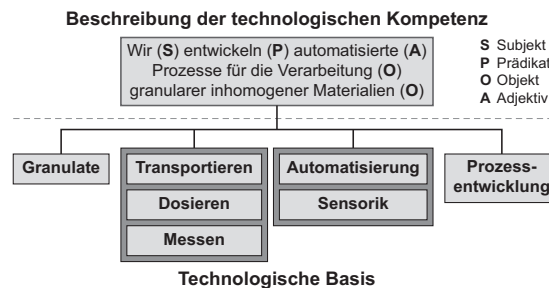 Beschreibung der technologischen Kompetenz
Wir (S) entwickeln (P) automatisierte (A)
Prozesse für die Verarbeitung (O)
granularer inhomogener Materialien (O)
S Subjekt
P Prädikat
O Objekt
A Adjektiv
Granulate
Transportieren
Dosieren
Messen
Automatisierung
Sensorik
Prozess-
entwicklung
Technologische Basis